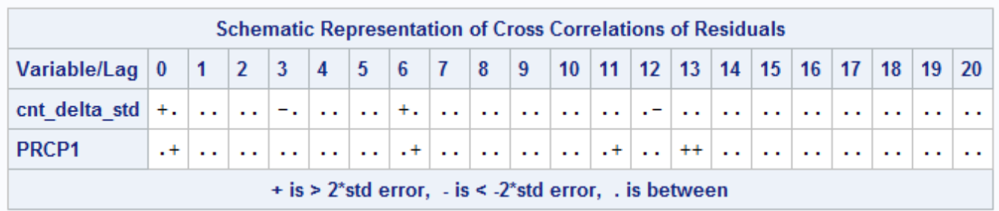 Schematic Representation of Cross Correlations of Residuals
Variable/Lag 0 1 2 3 4 5 6 7 8 9 10 11 12 13 14 15 16 17 18 19 20
cnt_delta_std +. .. .. -. .. .. +. .. .. .. .. .. .- .. .. .. .. .. .. .. ..
PRCP1 .+ .. .. .. .. .. .+ .. .. .. .. .+ .. ++ .. .. .. .. .. .. ..
+ is > 2*std error, - is < -2*std error, . is between